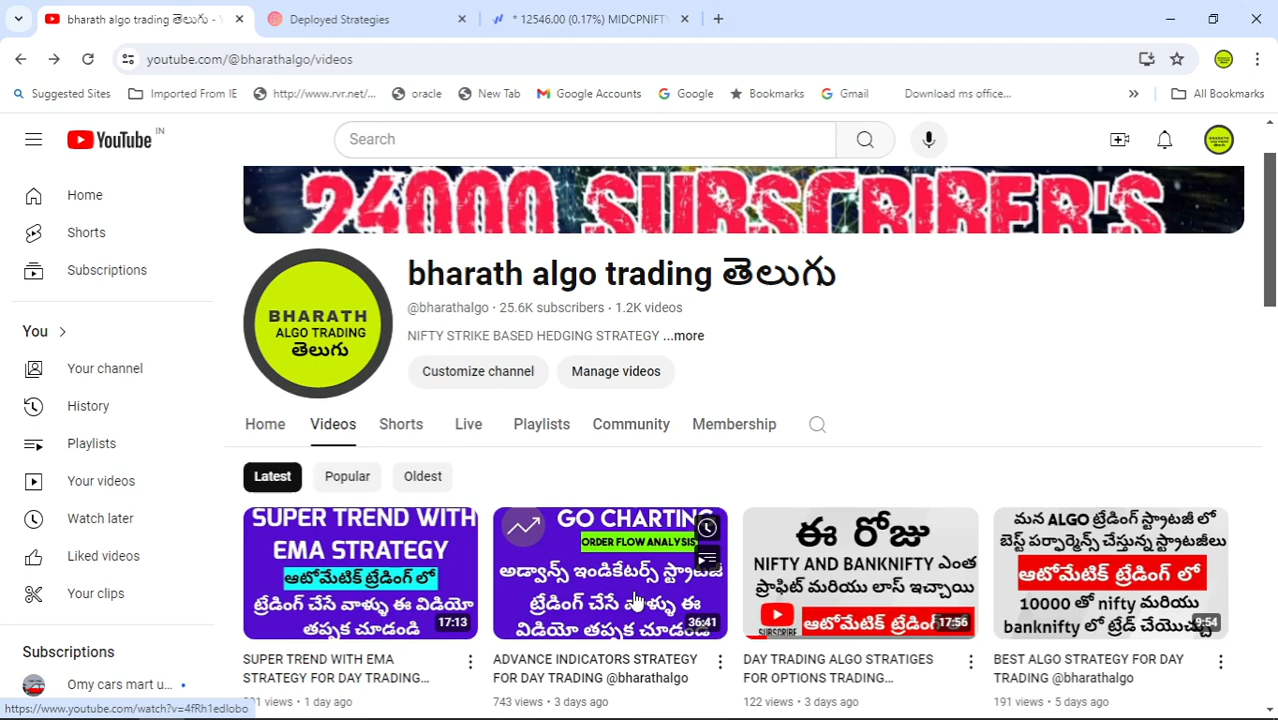 bharath algo trading తెలుగు -
Deployed Strategies
* 12546.00 (0.17%) MIDCPNIFTY
youtube.com/@bharathalgo/videos
Suggested Sites
Imported From IE
http://www.rvr.net/...
oracle
New Tab
Google Accounts
Google
Bookmarks
Gmail
Download ms office...
»
All Bookmarks
YouTube IN
Search
24000 SUBSCRIBER'S
Home
Shorts
Subscriptions
You
Your channel
History
Playlists
Your videos
Watch later
Liked videos
Your clips
Subscriptions
Omy cars mart u...
BHARATH
ALGO TRADING
తెలుగు
bharath algo trading తెలుగు
@bharathalgo • 25.6K subscribers • 1.2K videos
NIFTY STRIKE BASED HEDGING STRATEGY ...more
Customize channel
Manage videos
Home
Videos
Shorts
Live
Playlists
Community
Membership
Latest
Popular
Oldest
SUPER TREND WITH
EMA STRATEGY
ఆటోమేటిక్ ట్రేడింగ్ లో
ట్రేడింగ్ చేసే వాళ్ళు ఈ వీడియో
తప్పక చూడండి
17:13
SUPER TREND WITH EMA
STRATEGY FOR DAY TRADING...
views • 1 day ago
GO CHARTING
ORDER FLOW ANALYSIS
అడ్వాన్స్ ఇండికేటర్స్ స్ట్రాటజీ
ట్రేడింగ్ చేసే వాళ్ళు ఈ
విడియో తప్పక చూడండి
36:41
ADVANCE INDICATORS STRATEGY
FOR DAY TRADING @bharathalgo
743 views • 3 days ago
ఈ రోజు
NIFTY AND BANKNIFTY ఎంత
ప్రాఫిట్ మరియు లాస్ ఇచ్చాయి
SUBSCRIBE
ఆటోమేటిక్ ట్రేడింగ్
17:56
DAY TRADING ALGO STRATIGES
FOR OPTIONS TRADING...
122 views • 3 days ago
మన ALGO ట్రేడింగ్ స్ట్రాటజీ లో
బెస్ట్ పెర్ఫార్మెన్స్ చేస్తున్న స్ట్రాటజీలు
ఆటోమేటిక్ ట్రేడింగ్ లో
10000 తో nifty మరియు
banknifty లో ట్రేడ్ చేయొచ్చు
9:54
BEST ALGO STRATEGY FOR DAY
TRADING @bharathalgo
191 views • 5 days ago
https://www.youtube.com/watch?v=4fRh1edlobo